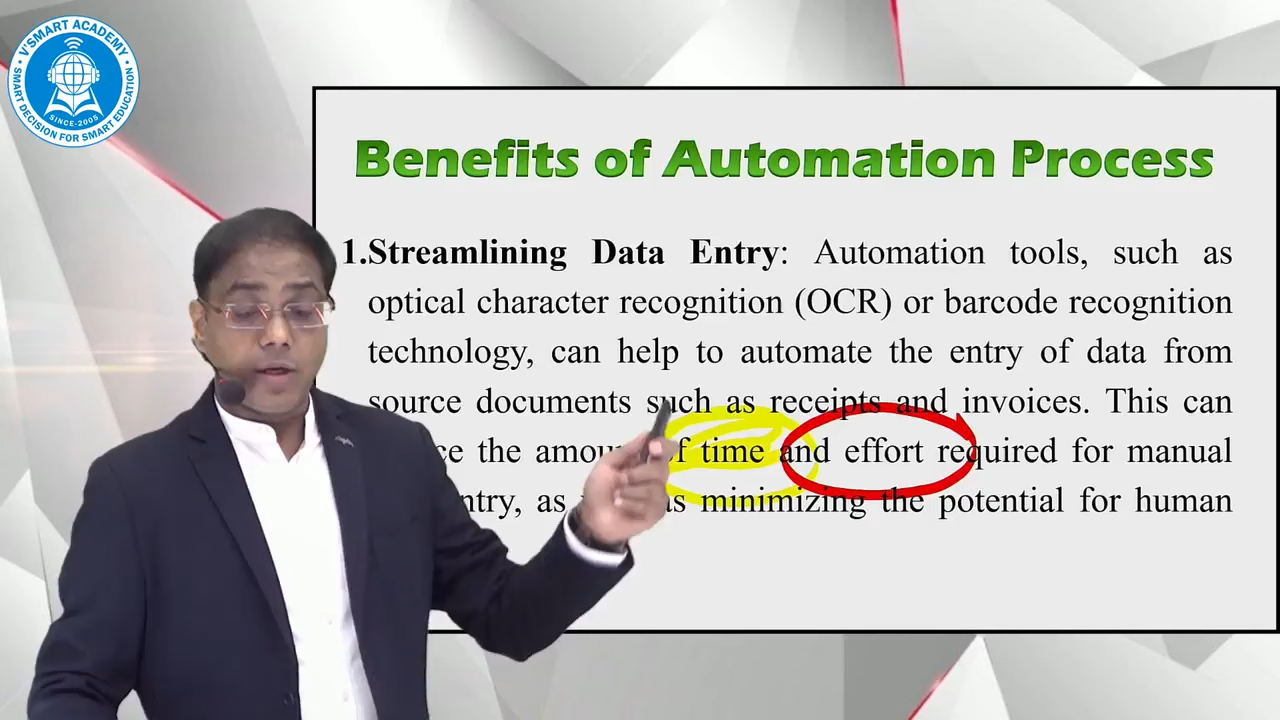 V'SMART ACADEMY
SMART DECISION FOR SMART EDUCATION
SINCE-2005
Benefits of Automation Process
1.Streamlining Data Entry: Automation tools, such as
optical character recognition (OCR) or barcode recognition
technology, can help to automate the entry of data from
source documents such as receipts and invoices. This can
the time and effort required for manual
as minimizing the potential for human